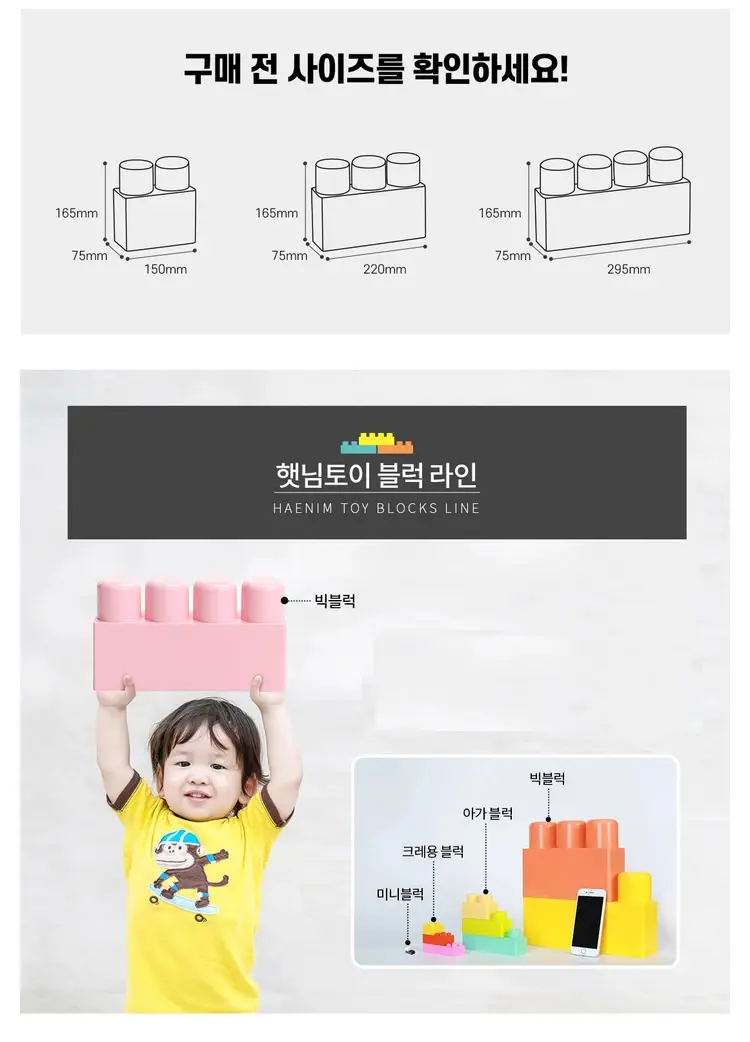 구매 전 사이즈를 확인하세요!
165mm
75mm
150mm
165mm
75mm
220mm
165mm
75mm
295mm
햇님토이 블럭 라인
HAENIM TOY BLOCKS LINE
빅블럭
빅블럭
아가 블럭
크레용 블럭
미니블럭